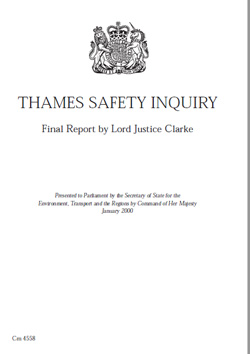 THAMES SAFETY INQUIRY
Final Report by Lord Justice Clarke
Presented to Parliament by the Secretary of State for the
Environment, Transport and the Regions by Command of Her Majesty
January 2000
Cm 4558